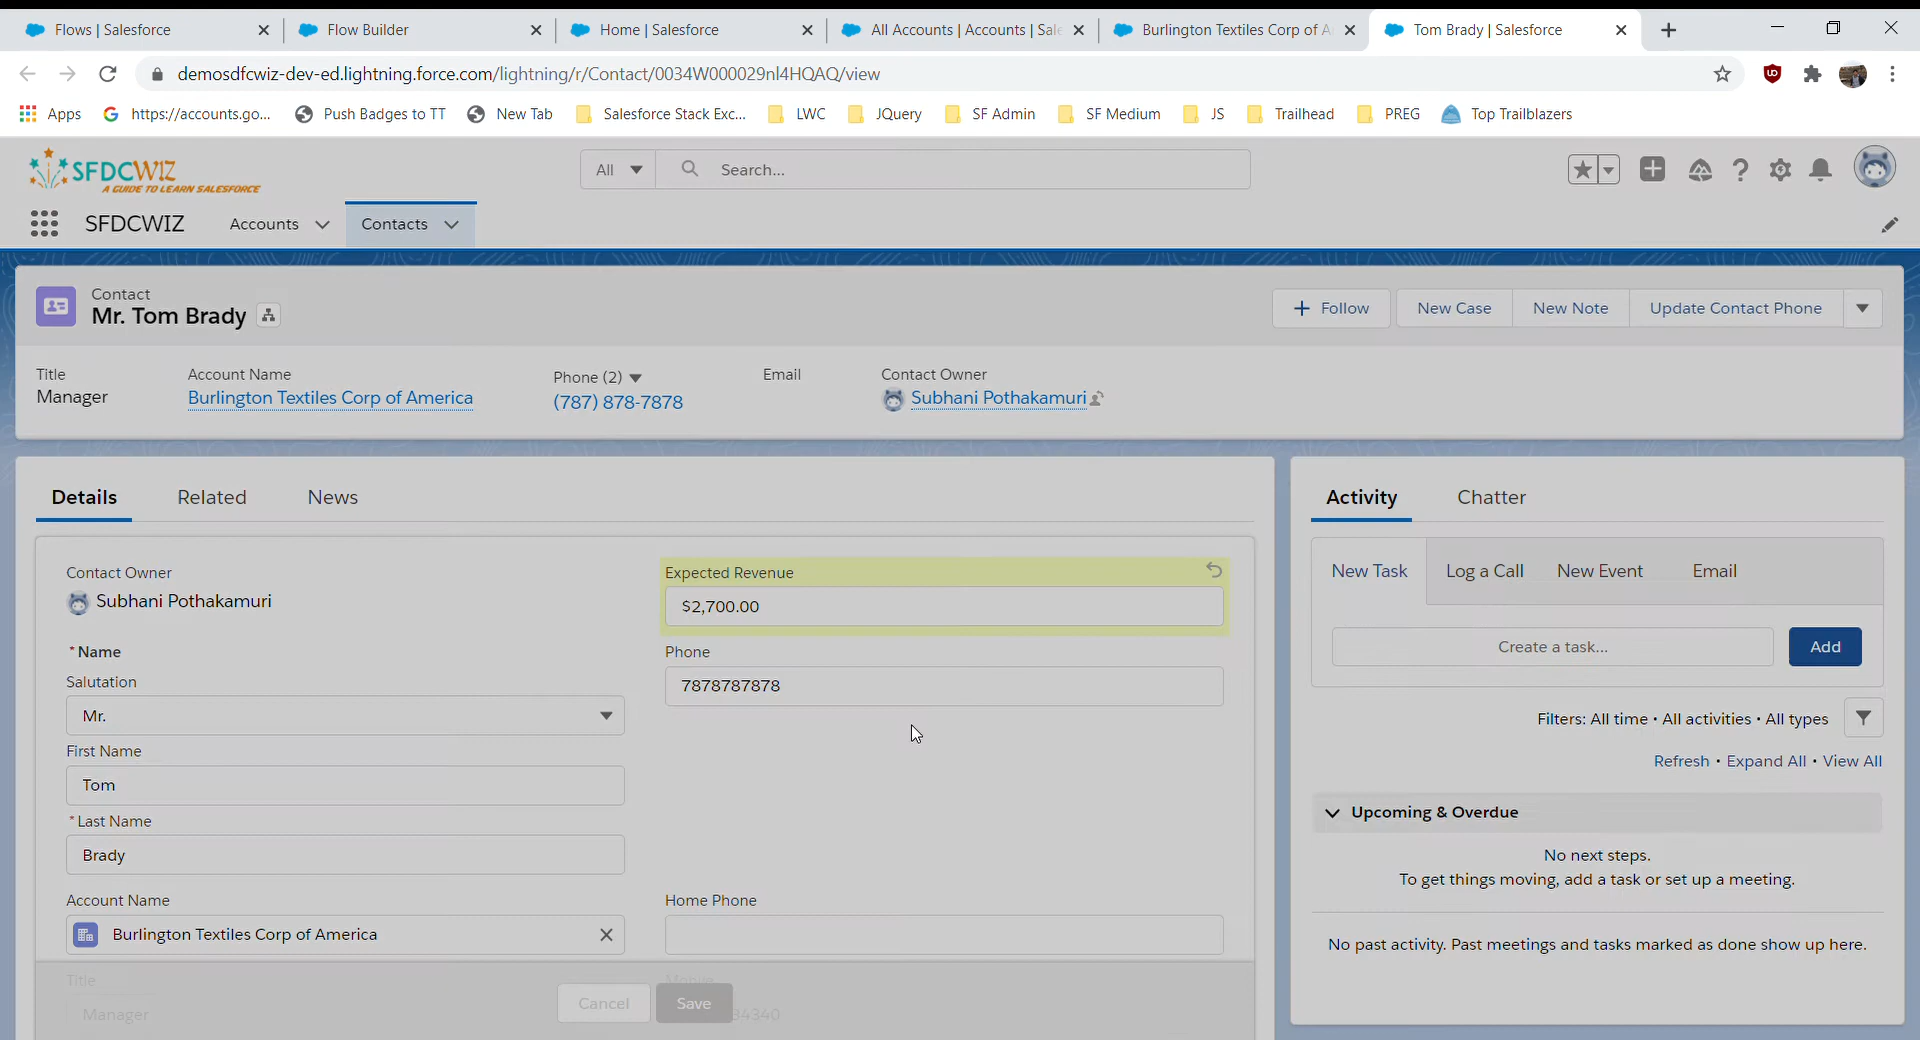 Flows | Salesforce
Flow Builder
Home | Salesforce
All Accounts | Accounts | Sale
Burlington Textiles Corp of A
Tom Brady | Salesforce
demosdfcwiz-dev-ed.lightning.force.com/lightning/r/Contact/0034W000029nl4HQAQ/view
Apps
https://accounts.go...
Push Badges to TT
New Tab
Salesforce Stack Exc...
LWC
JQuery
SF Admin
SF Medium
JS
Trailhead
PREG
Top Trailblazers
SFDCWIZ
A GUIDE TO LEARN SALESFORCE
All
Search...
SFDCWIZ
Accounts
Contacts
Contact
Mr. Tom Brady
Follow
New Case
New Note
Update Contact Phone
Title
Manager
Account Name
Burlington Textiles Corp of America
Phone (2)
(787) 878-7878
Email
Contact Owner
Subhani Pothakamuri
Details
Related
News
Contact Owner
Subhani Pothakamuri
*Name
Salutation
Mr.
First Name
Tom
*Last Name
Brady
Account Name
Burlington Textiles Corp of America
Title
Manager
Expected Revenue
$2,700.00
Phone
7878787878
Home Phone
Mobile
34340
Cancel
Save
Activity
Chatter
New Task
Log a Call
New Event
Email
Create a task...
Add
Filters: All time • All activities • All types
Refresh • Expand All • View All
Upcoming & Overdue
No next steps.
To get things moving, add a task or set up a meeting.
No past activity. Past meetings and tasks marked as done show up here.